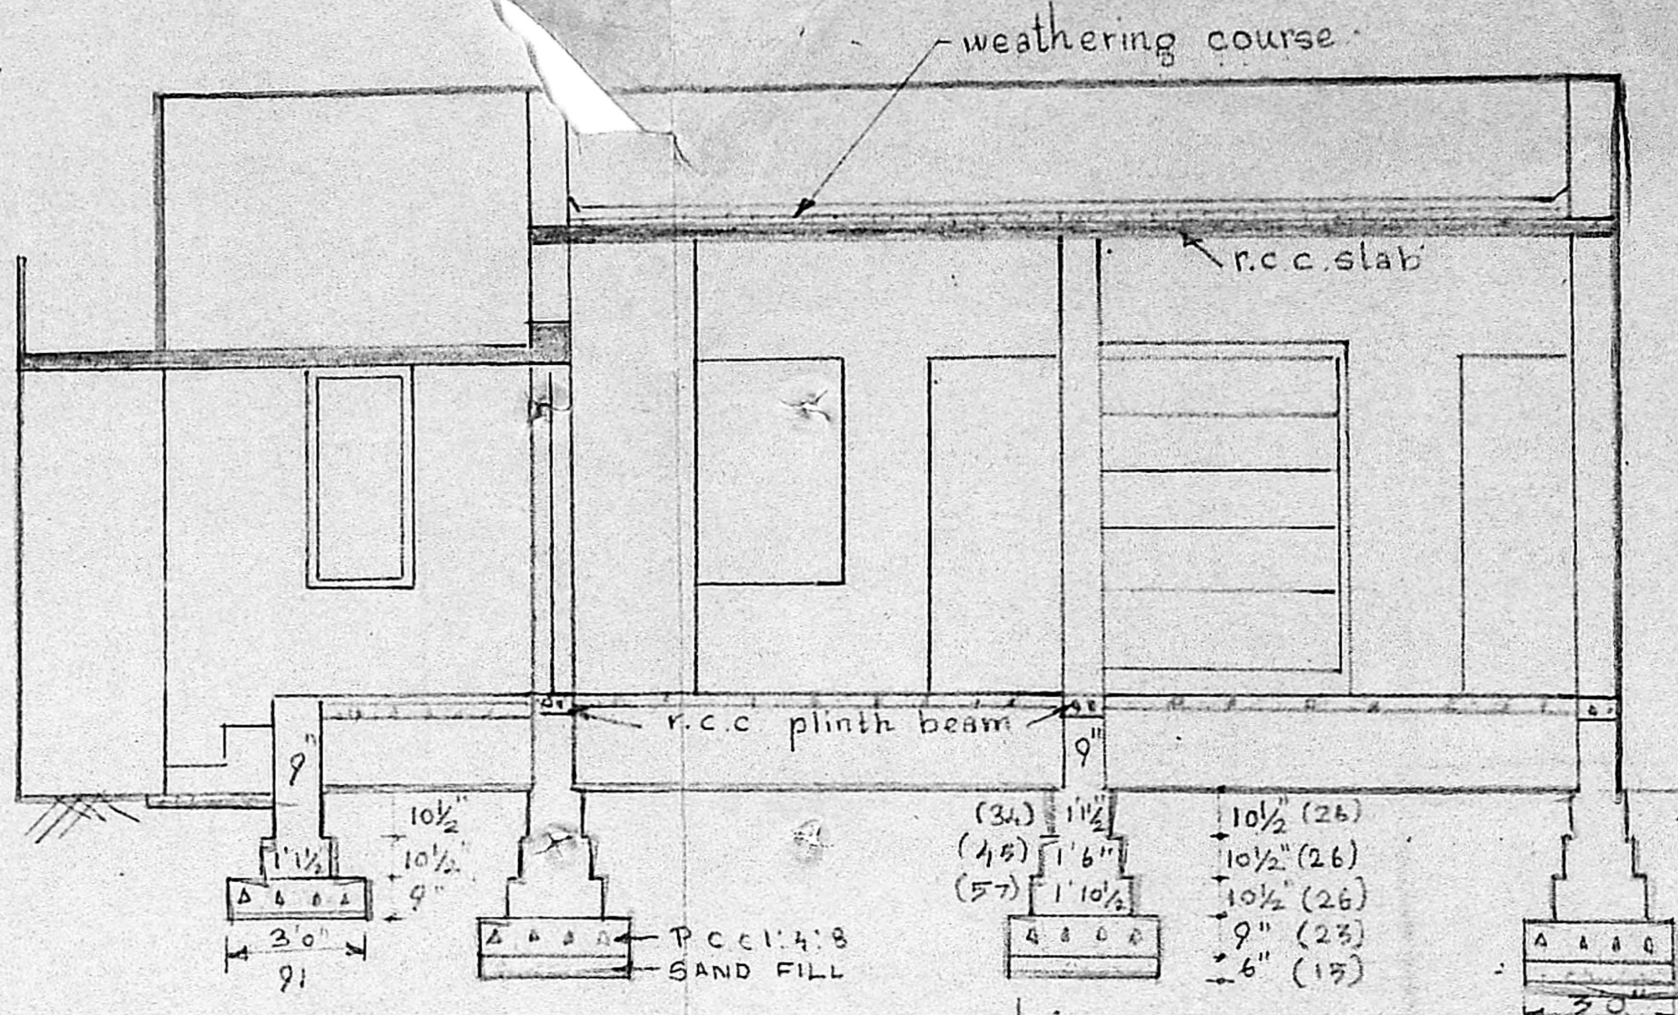 weathering course
r.c.c. slab
r.c.c. plinth beam
9"
9"
10½"
1'1½
10½"
9"
3'0"
91
P C C 1:4:8
SAND FILL
(34) 1'1½" 10½" (26)
(45) 1'6" 10½" (26)
(57) 1'10½ 10½" (26)
9" (23)
6" (15)
3'0"